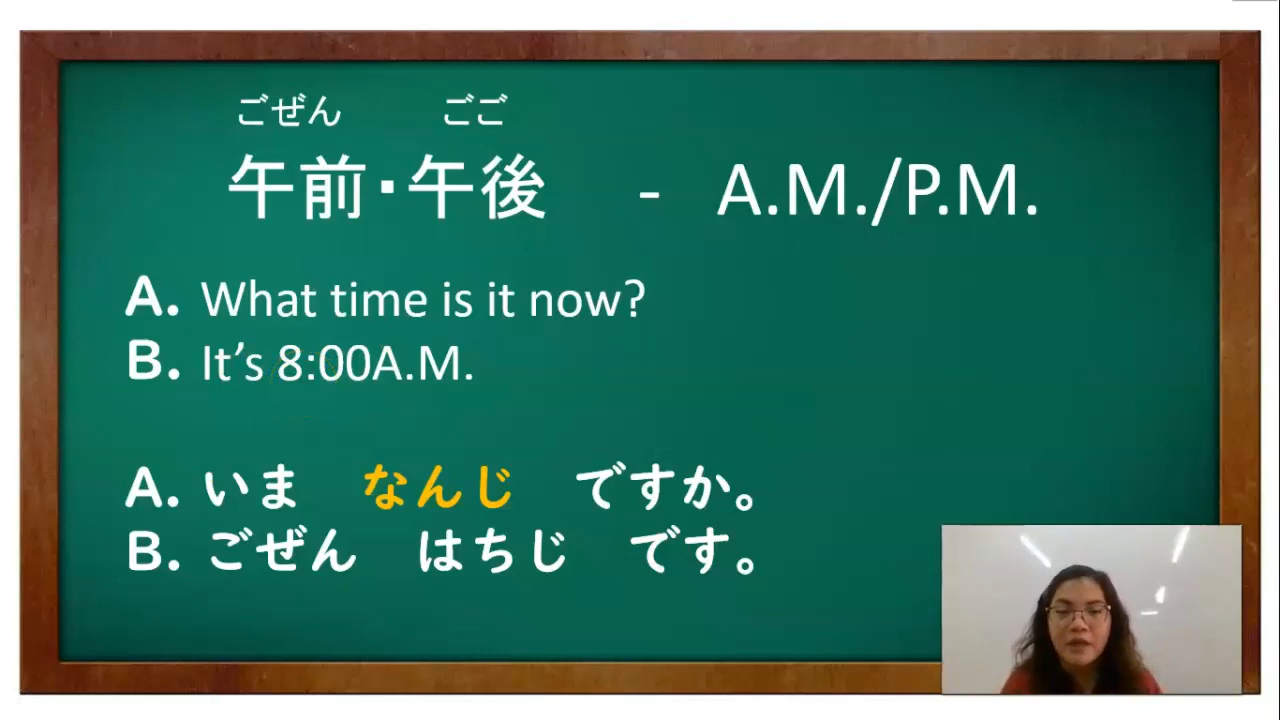 ごぜん ごご
午前・午後 - A.M./P.M.
A. What time is it now?
B. It’s 8:00A.M.
A. いま なんじ ですか。
B. ごぜん はちじ です。